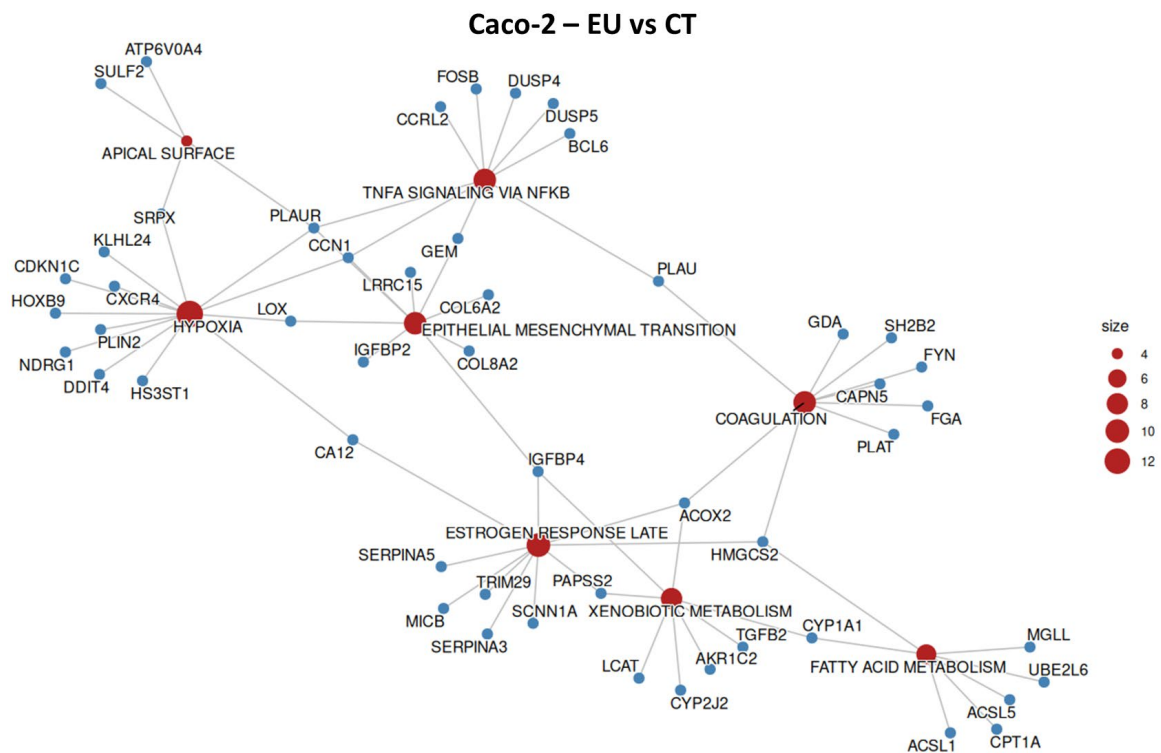 Caco-2 – EU vs CT
ATP6V0A4
SULF2
FOSB
DUSP4
CCRL2
DUSP5
BCL6
APICAL SURFACE
TNFA SIGNALING VIA NFKB
SRPX
PLAUR
KLHL24
CCN1
GEM
CDKN1C
PLAU
LRRC15
HOXB9
CXCR4
LOX
COL6A2
HYPOXIA
EPITHELIAL MESENCHYMAL TRANSITION
GDA
SH2B2
size
PLIN2
IGFBP2
FYN
4
NDRG1
COL8A2
6
DDIT4
HS3ST1
CAPN5
8
COAGULATION
FGA
10
PLAT
CA12
IGFBP4
12
ACOX2
ESTROGEN RESPONSE LATE
SERPINA5
HMGCS2
TRIM29
PAPSS2
MICB
SCNN1A
XENOBIOTIC METABOLISM
SERPINA3
TGFB2
CYP1A1
MGLL
LCAT
AKR1C2
FATTY ACID METABOLISM
UBE2L6
CYP2J2
ACSL5
ACSL1
CPT1A